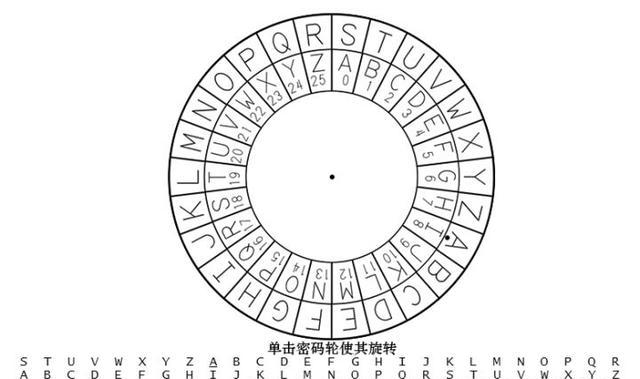 S T U V W X Y Z A B C D E F G H I J K L M N O P Q R
A B C D E F G H I J K L M N O P Q R S T U V W X Y Z
0 1 2 3 4 5 6 7 8 9 10 11 12 13 14 15 16 17 18 19 20 21 22 23 24 25
单击密码轮使其旋转
S T U V W X Y Z A B C D E F G H I J K L M N O P Q R
A B C D E F G H I J K L M N O P Q R S T U V W X Y Z